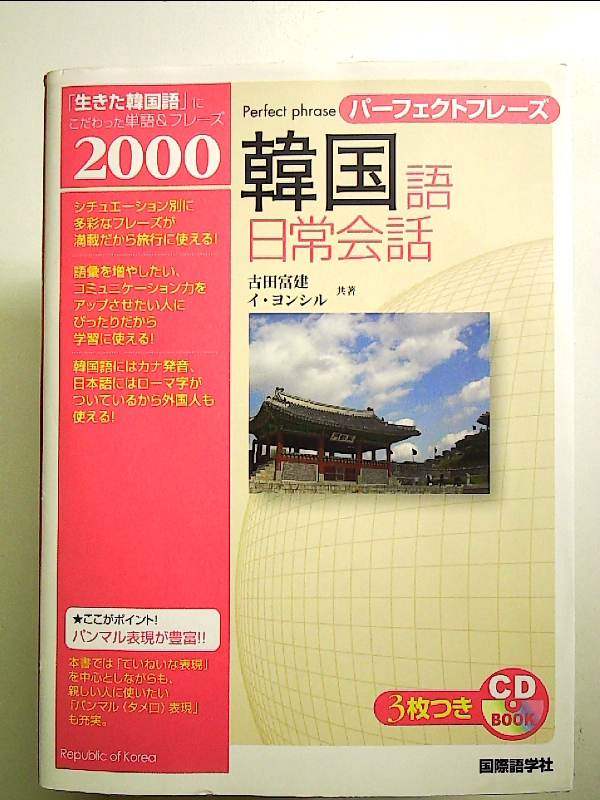 「生きた韓国語」に
こだわった単語&フレーズ
2000
シチュエーション別に
多彩なフレーズが
満載だから旅行に使える!
語彙を増やしたい、
コミュニケーション力を
アップさせたい人に
ぴったりだから
学習に使える!
韓国語にはカナ発音、
日本語にはローマ字が
ついているから外国人も
使える!
★ここがポイント!
パンマル表現が豊富!!
本書では「ていねいな表現」
を中心としながらも、
親しい人に使いたい
「パンマル(タメ口)表現」
も充実。
Republic of Korea
Perfect phrase パーフェクトフレーズ
韓国語
日常会話
古田富建
イ・ヨンシル 共著
3枚つき
CD
BOOK
国際語学社